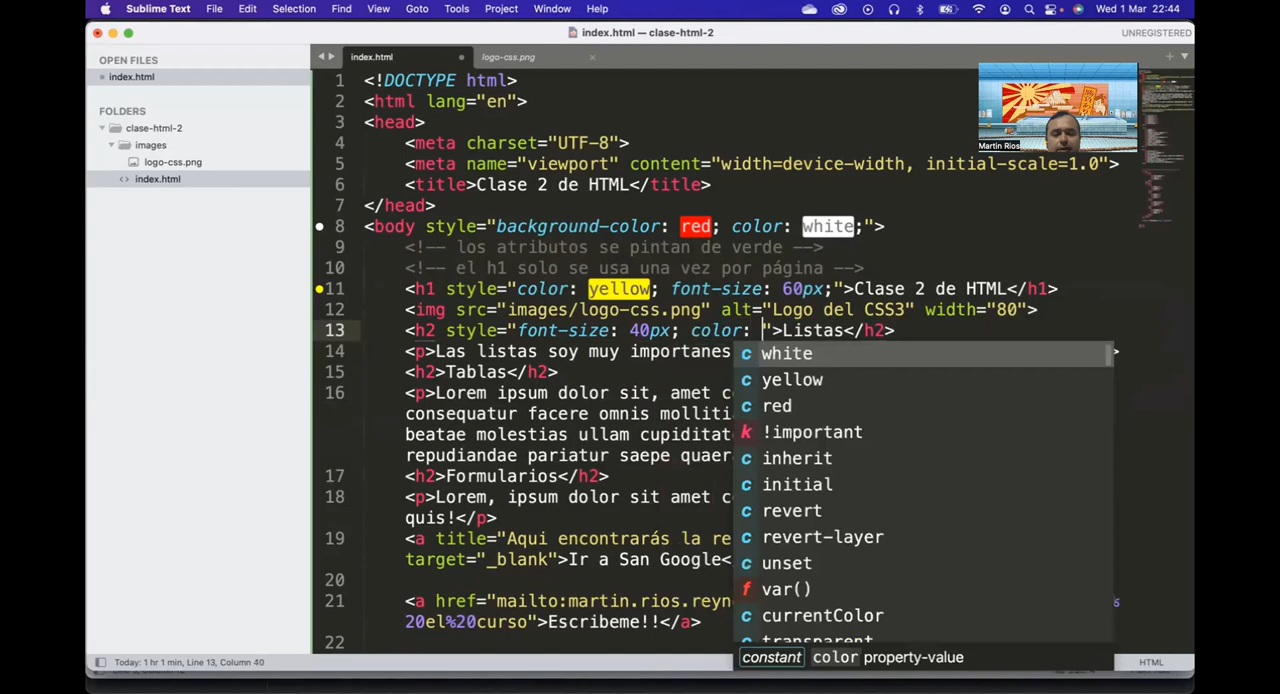 Sublime Text File Edit Selection Find View Goto Tools Project Window Help Wed 1 Mar 22:44
index.html — clase-html-2 UNREGISTERED
OPEN FILES
index.html
FOLDERS
clase-html-2
images
logo-css.png
index.html
index.html logo-css.png
Martin Rios
1 <!DOCTYPE html>
2 <html lang="en">
3 <head>
4 <meta charset="UTF-8">
5 <meta name="viewport" content="width=device-width, initial-scale=1.0">
6 <title>Clase 2 de HTML</title>
7 </head>
8 <body style="background-color: red; color: white;">
9 <!-- los atributos se pintan de verde -->
10 <!-- el h1 solo se usa una vez por página -->
11 <h1 style="color: yellow; font-size: 60px;">Clase 2 de HTML</h1>
12 <img src="images/logo-css.png" alt="Logo del CSS3" width="80">
13 <h2 style="font-size: 40px; color: ">Listas</h2>
14 <p>Las listas soy muy importanes >
15 <h2>Tablas</h2>
16 <p>Lorem ipsum dolor sit, amet c
consequatur facere omnis mollitia
beatae molestias ullam cupiditat
repudiandae pariatur saepe quaer
17 <h2>Formularios</h2>
18 <p>Lorem, ipsum dolor sit amet c
quis!</p>
19 <a title="Aqui encontrarás la re
target="_blank">Ir a San Google<
20
21 <a href="mailto:martin.rios.reyn s
20el%20curso">Escribeme!!</a>
22
c white
c yellow
c red
k !important
c inherit
c initial
c revert
c revert-layer
c unset
f var()
c currentColor
transparent
constant color property-value
Today: 1 hr 1 min, Line 13, Column 40 HTML